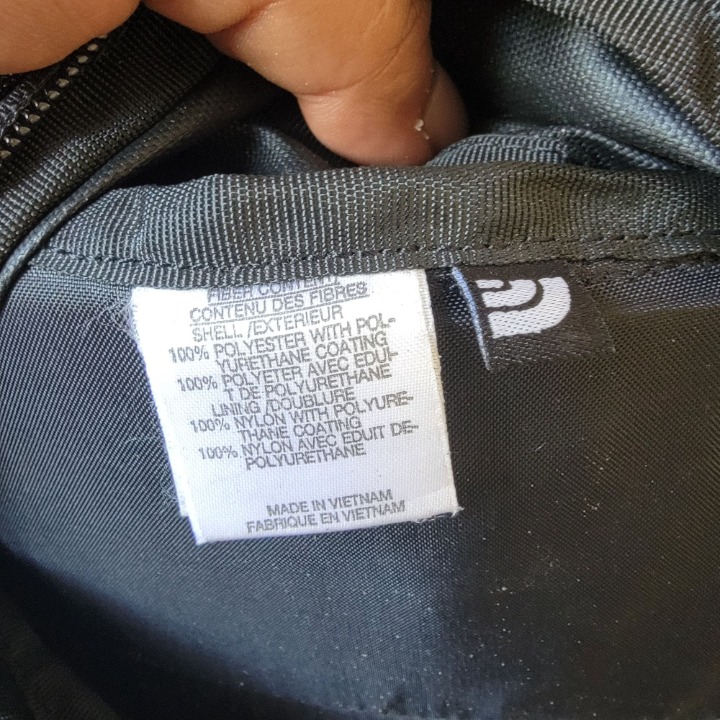 FIBER CONTENT/
CONTENU DES FIBRES
SHELL /EXTERIEUR
100% POLYESTER WITH POL-
YURETHANE COATING
100% POLYETER AVEC EDUI-
T DE POLYURETHANE
LINING /DOUBLURE
100% NYLON WITH POLYURE-
THANE COATING
100% NYLON AVEC EDUIT DE-
POLYURETHANE
MADE IN VIETNAM
FABRIQUE EN VIETNAM